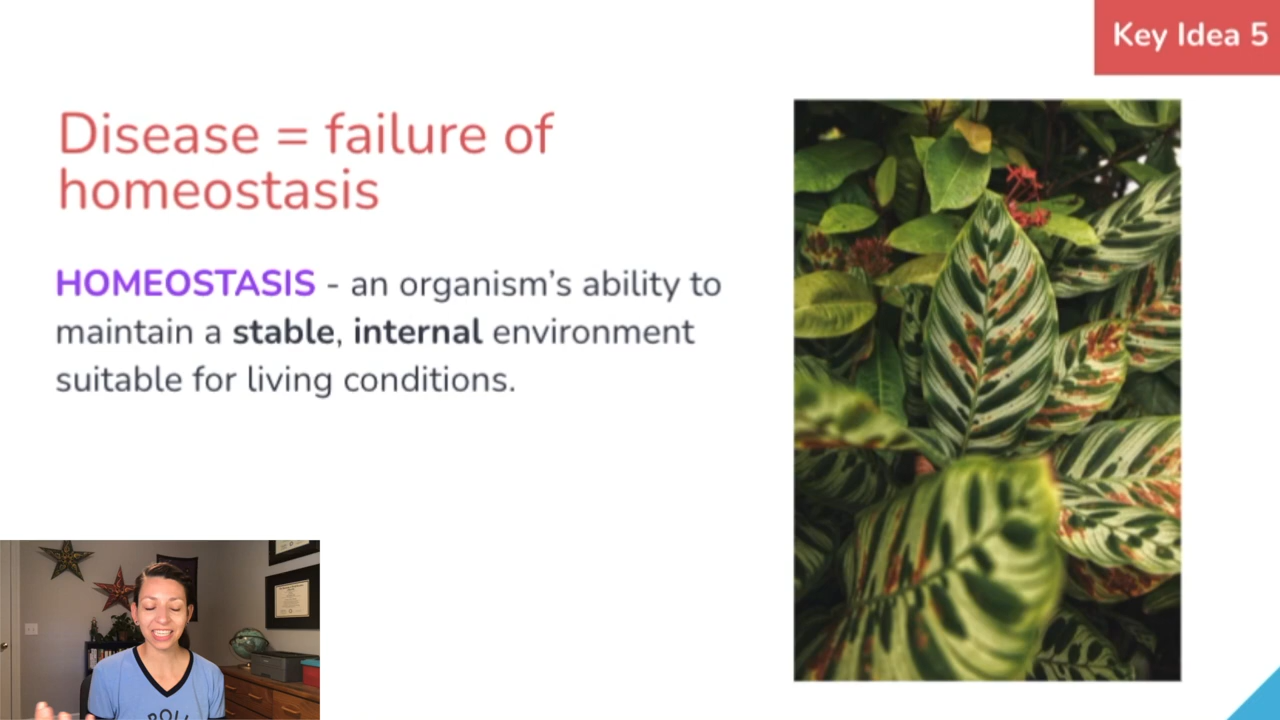 Key Idea 5
Disease = failure of
homeostasis
HOMEOSTASIS - an organism’s ability to
maintain a stable, internal environment
suitable for living conditions.